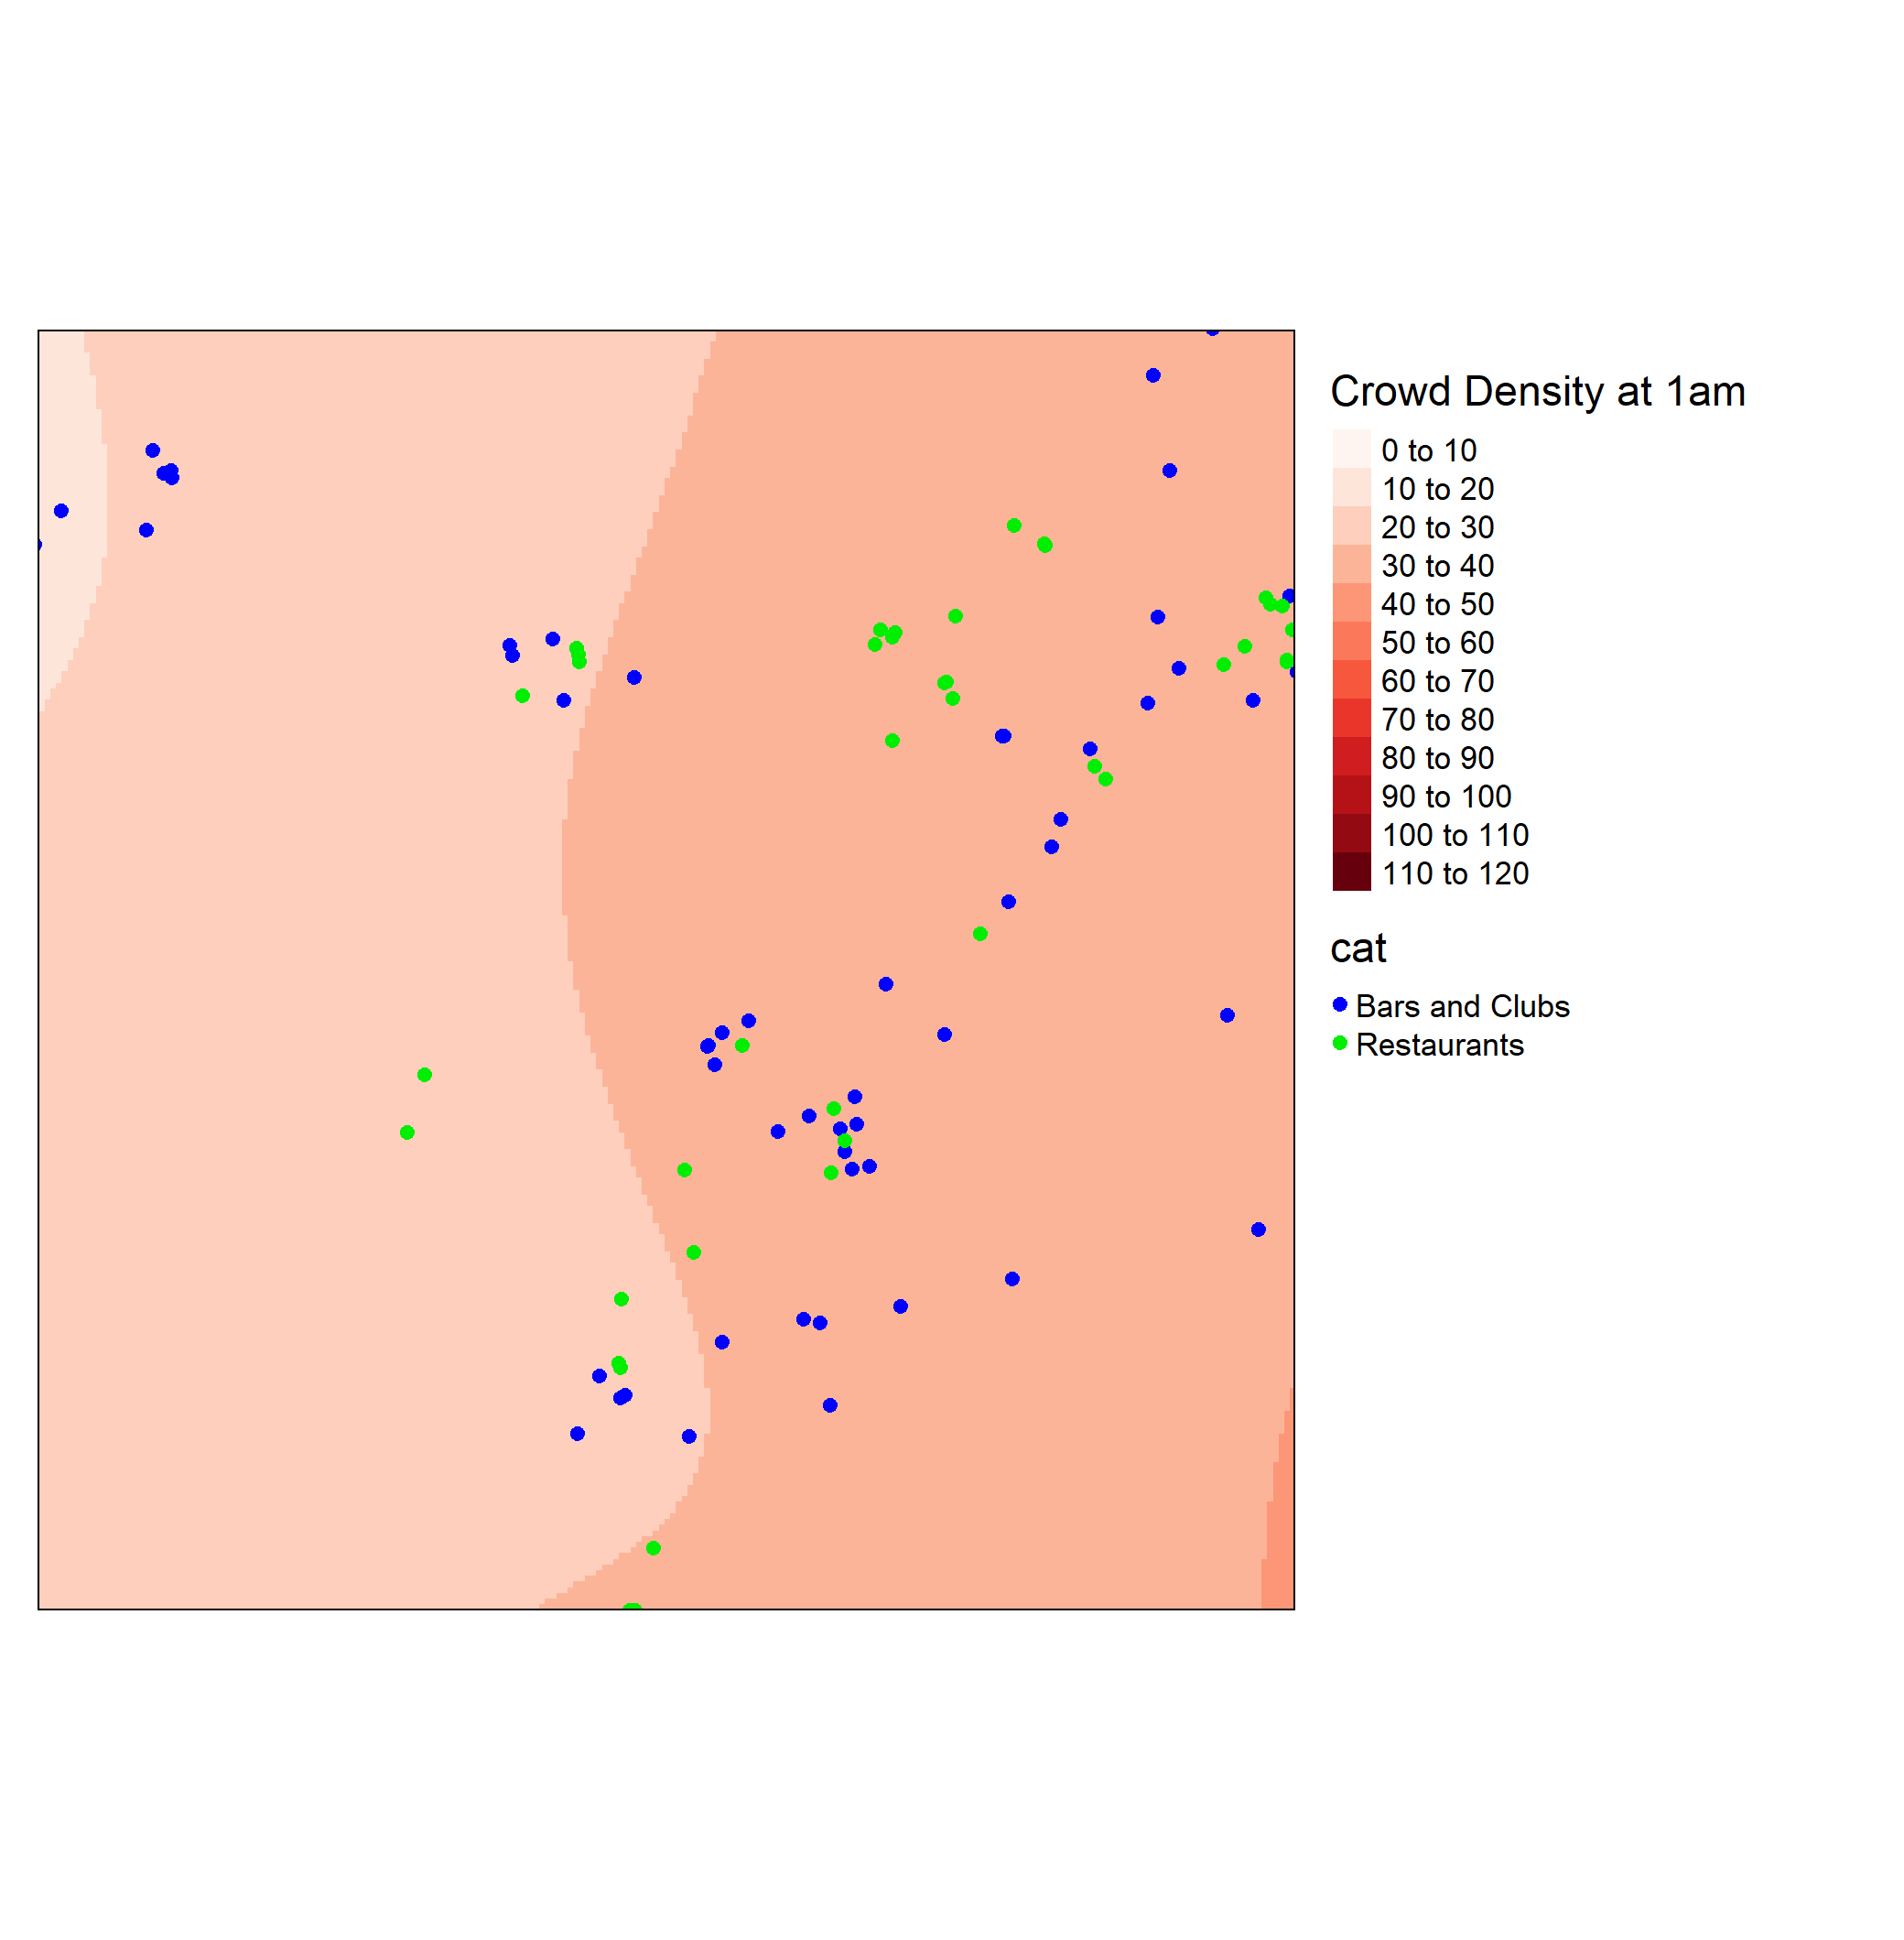 Crowd Density at 1am
0 to 10
10 to 20
20 to 30
30 to 40
40 to 50
50 to 60
60 to 70
70 to 80
80 to 90
90 to 100
100 to 110
110 to 120
cat
Bars and Clubs
Restaurants